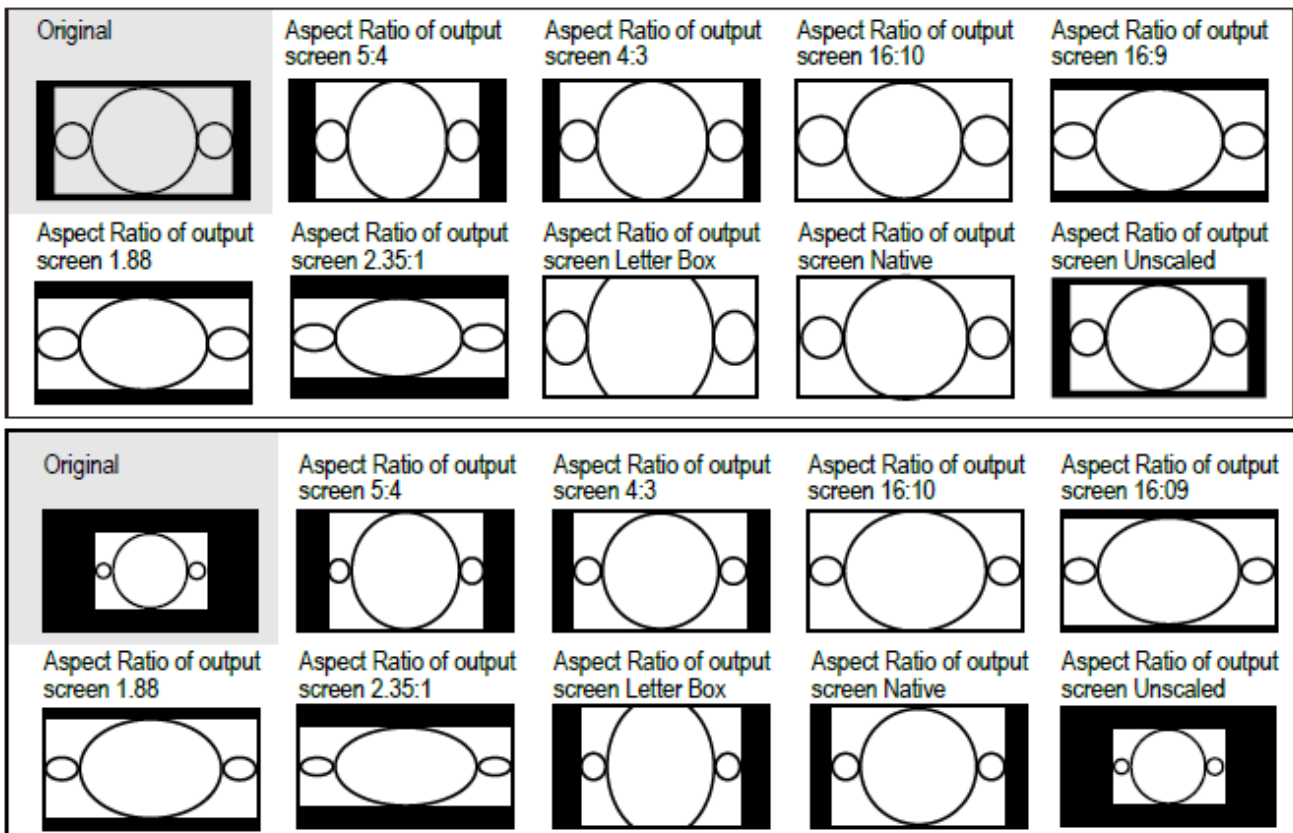 Original
Aspect Ratio of output
screen 5:4
Aspect Ratio of output
screen 4:3
Aspect Ratio of output
screen 16:10
Aspect Ratio of output
screen 16:9
Aspect Ratio of output
screen 1.88
Aspect Ratio of output
screen 2.35:1
Aspect Ratio of output
screen Letter Box
Aspect Ratio of output
screen Native
Aspect Ratio of output
screen Unscaled
Original
Aspect Ratio of output
screen 5:4
Aspect Ratio of output
screen 4:3
Aspect Ratio of output
screen 16:10
Aspect Ratio of output
screen 16:09
Aspect Ratio of output
screen 1.88
Aspect Ratio of output
screen 2.35:1
Aspect Ratio of output
screen Letter Box
Aspect Ratio of output
screen Native
Aspect Ratio of output
screen Unscaled